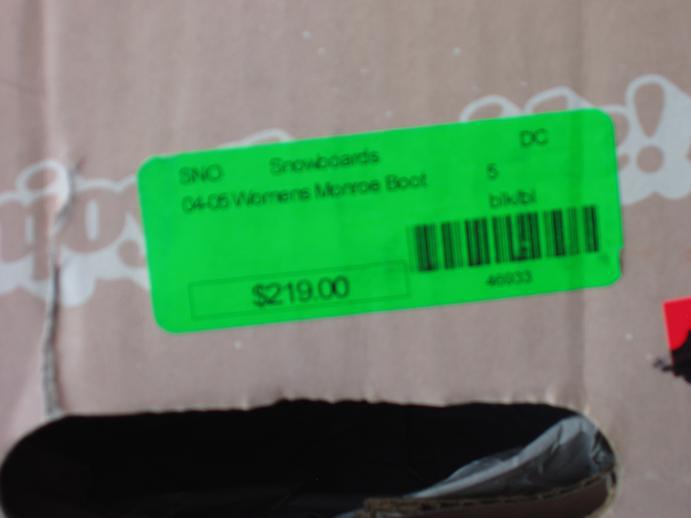 SNO Snowboards DC
04-05 Womens Monroe Boot 5
blk/bl
$219.00
46933